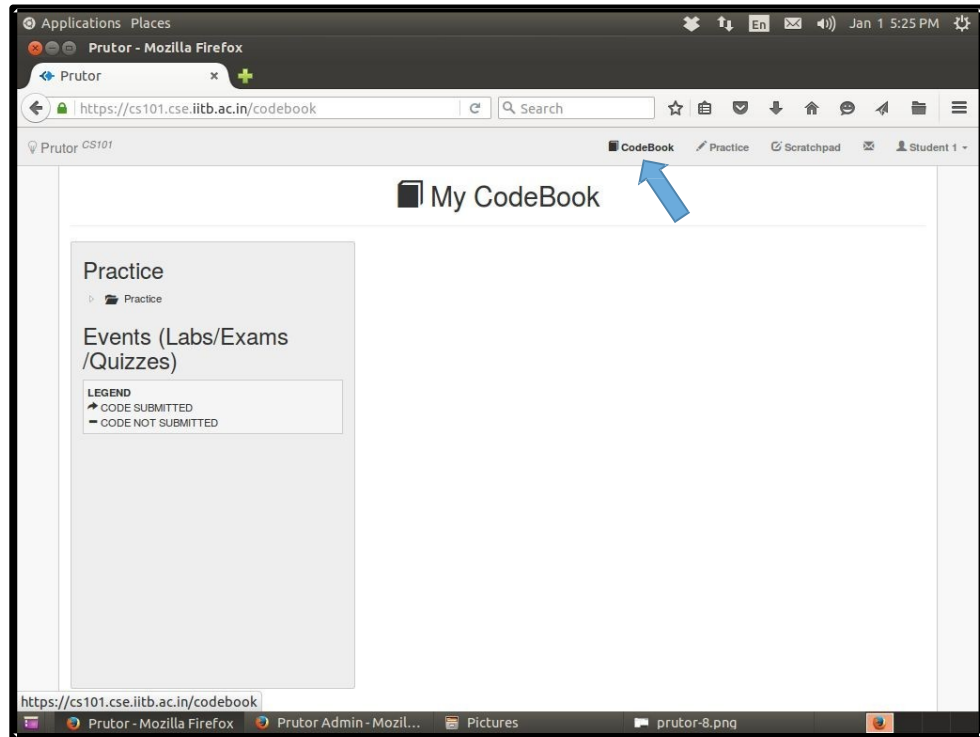 Applications Places En Jan 1 5:25 PM
Prutor - Mozilla Firefox
Prutor ×
https://cs101.cse.iitb.ac.in/codebook Search
Prutor CS101 CodeBook Practice Scratchpad Student 1
My CodeBook
Practice
Practice
Events (Labs/Exams
/Quizzes)
LEGEND
CODE SUBMITTED
CODE NOT SUBMITTED
https://cs101.cse.iitb.ac.in/codebook
Prutor - Mozilla Firefox Prutor Admin - Mozil... Pictures prutor-8.png